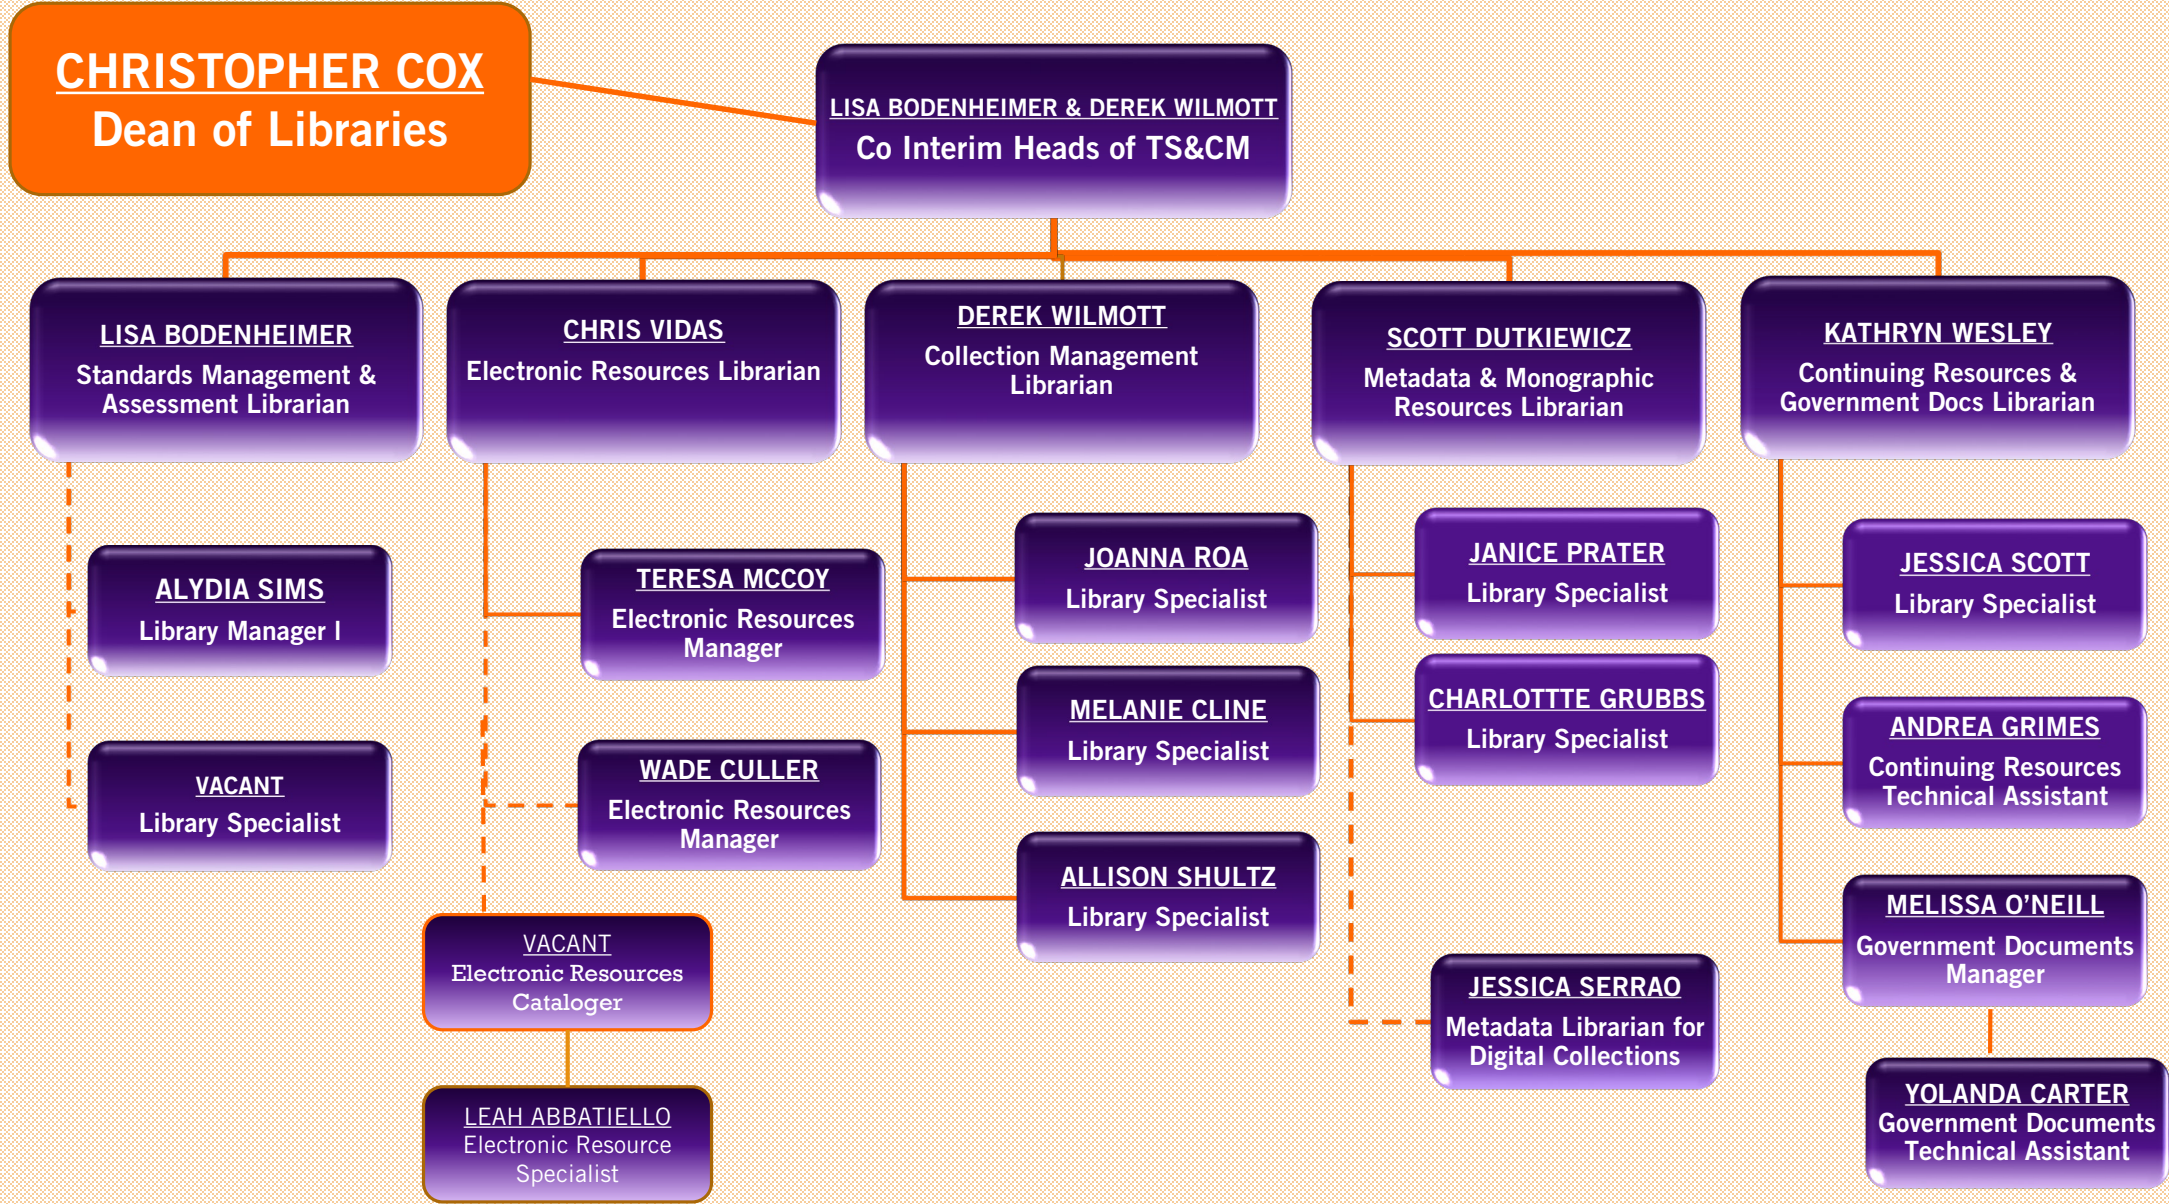 CHRISTOPHER COX
Dean of Libraries
LISA BODENHEIMER & DEREK WILMOTT
Co Interim Heads of TS&CM
LISA BODENHEIMER
Standards Management &
Assessment Librarian
CHRIS VIDAS
Electronic Resources Librarian
DEREK WILMOTT
Collection Management
Librarian
SCOTT DUTKIEWICZ
Metadata & Monographic
Resources Librarian
KATHRYN WESLEY
Continuing Resources &
Government Docs Librarian
ALYDIA SIMS
Library Manager I
VACANT
Library Specialist
TERESA MCCOY
Electronic Resources
Manager
WADE CULLER
Electronic Resources
Manager
VACANT
Electronic Resources
Cataloger
LEAH ABBATIELLO
Electronic Resource
Specialist
JOANNA ROA
Library Specialist
MELANIE CLINE
Library Specialist
ALLISON SHULTZ
Library Specialist
JANICE PRATER
Library Specialist
CHARLOTTTE GRUBBS
Library Specialist
JESSICA SERRAO
Metadata Librarian for
Digital Collections
JESSICA SCOTT
Library Specialist
ANDREA GRIMES
Continuing Resources
Technical Assistant
MELISSA O’NEILL
Government Documents
Manager
YOLANDA CARTER
Government Documents
Technical Assistant